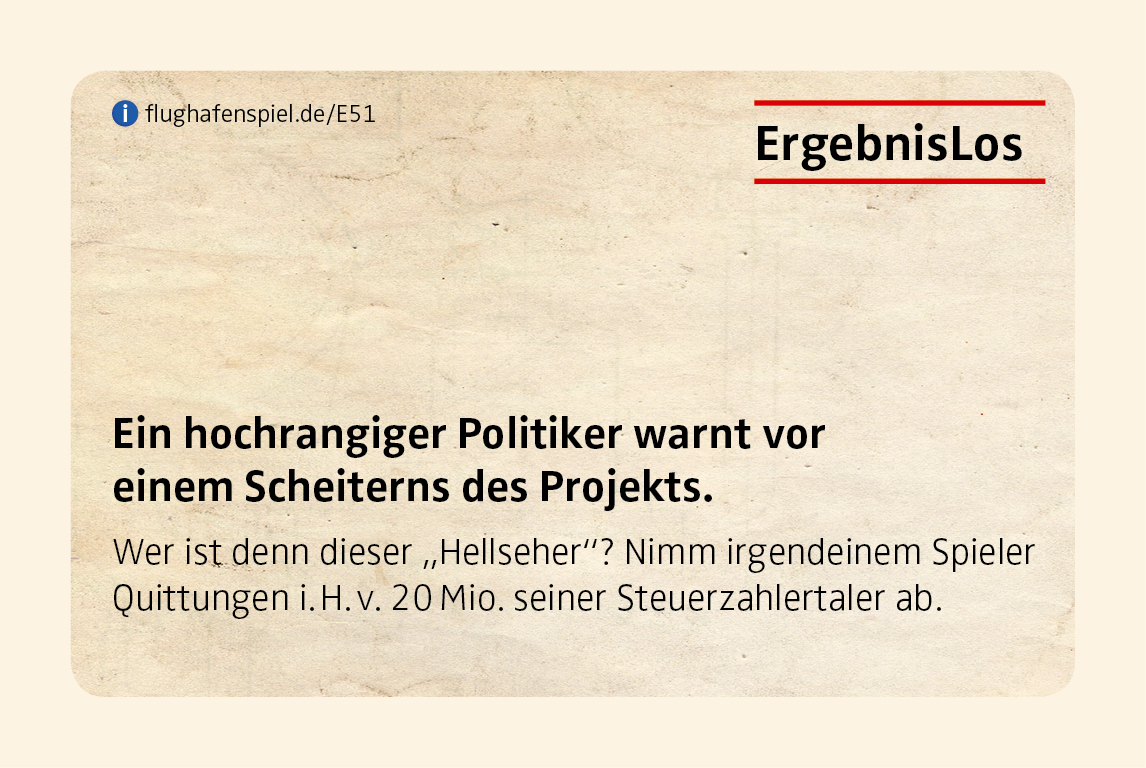 i flughafenspiel.de/E51
ErgebnisLos
Ein hochrangiger Politiker warnt vor
einem Scheiterns des Projekts.
Wer ist denn dieser „Hellseher“? Nimm irgendeinem Spieler
Quittungen i. H. v. 20 Mio. seiner Steuerzahlertaler ab.